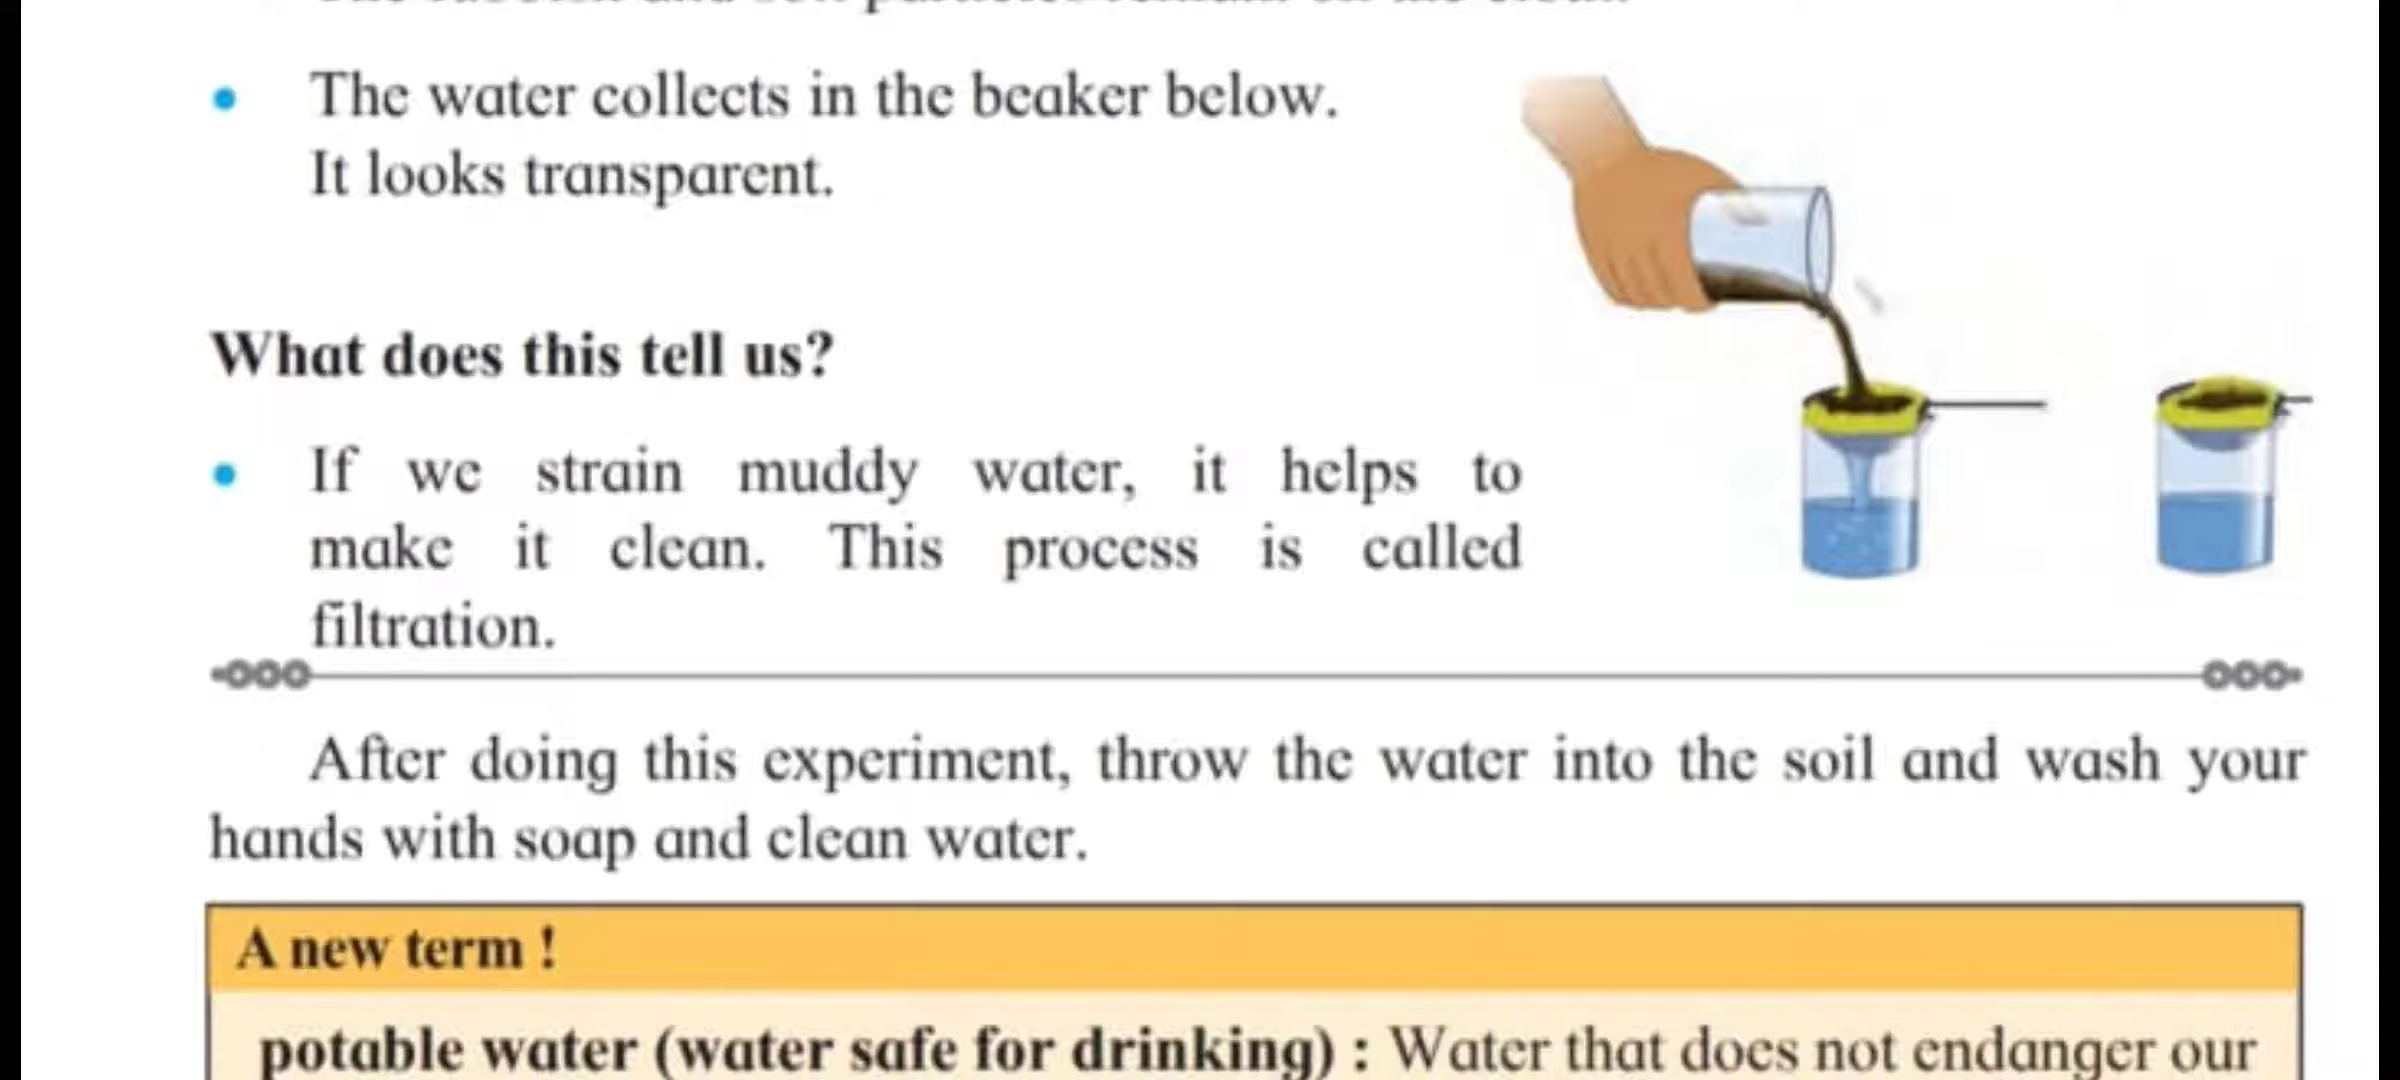 The water collects in the beaker below.
It looks transparent.
What does this tell us?
If we strain muddy water, it helps to
make it clean. This process is called
filtration.
After doing this experiment, throw the water into the soil and wash your
hands with soap and clean water.
A new term !
potable water (water safe for drinking) : Water that does not endanger our